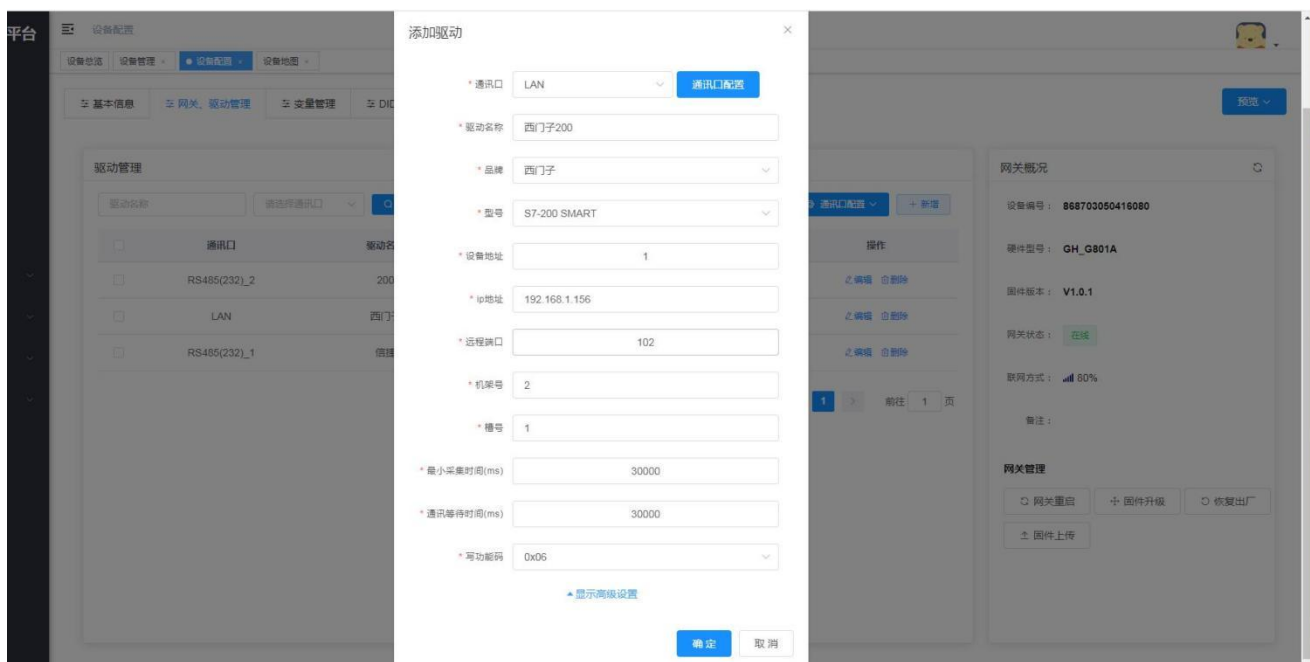 平台
设备配置
设备总览 设备管理 × ● 设备配置 × 设备地图 ×
基本信息 网关、驱动管理 变量管理 预览
驱动管理
驱动名称 请选择通讯口 通讯口配置 + 新增
通讯口 操作
RS485(232)_2 200 编辑 删除
LAN 编辑 删除
RS485(232)_1 编辑 删除
1 前往 1 页
添加驱动 ×
* 通讯口 LAN 通讯口配置
* 驱动名称 西门子200
* 品牌 西门子
* 型号 S7-200 SMART
* 设备地址 1
* ip地址 192.168.1.156
* 远程端口 102
* 机架号 2
* 槽号 1
* 最小采集时间(ms) 30000
* 通讯等待时间(ms) 30000
* 写功能码 0x06
显示高级设置
确定 取消
网关概况
设备编号： 868703050416080
硬件型号： GH_G801A
固件版本： V1.0.1
网关状态： 在线
联网方式： 60%
备注：
网关管理
网关重启 固件升级 恢复出厂
固件上传